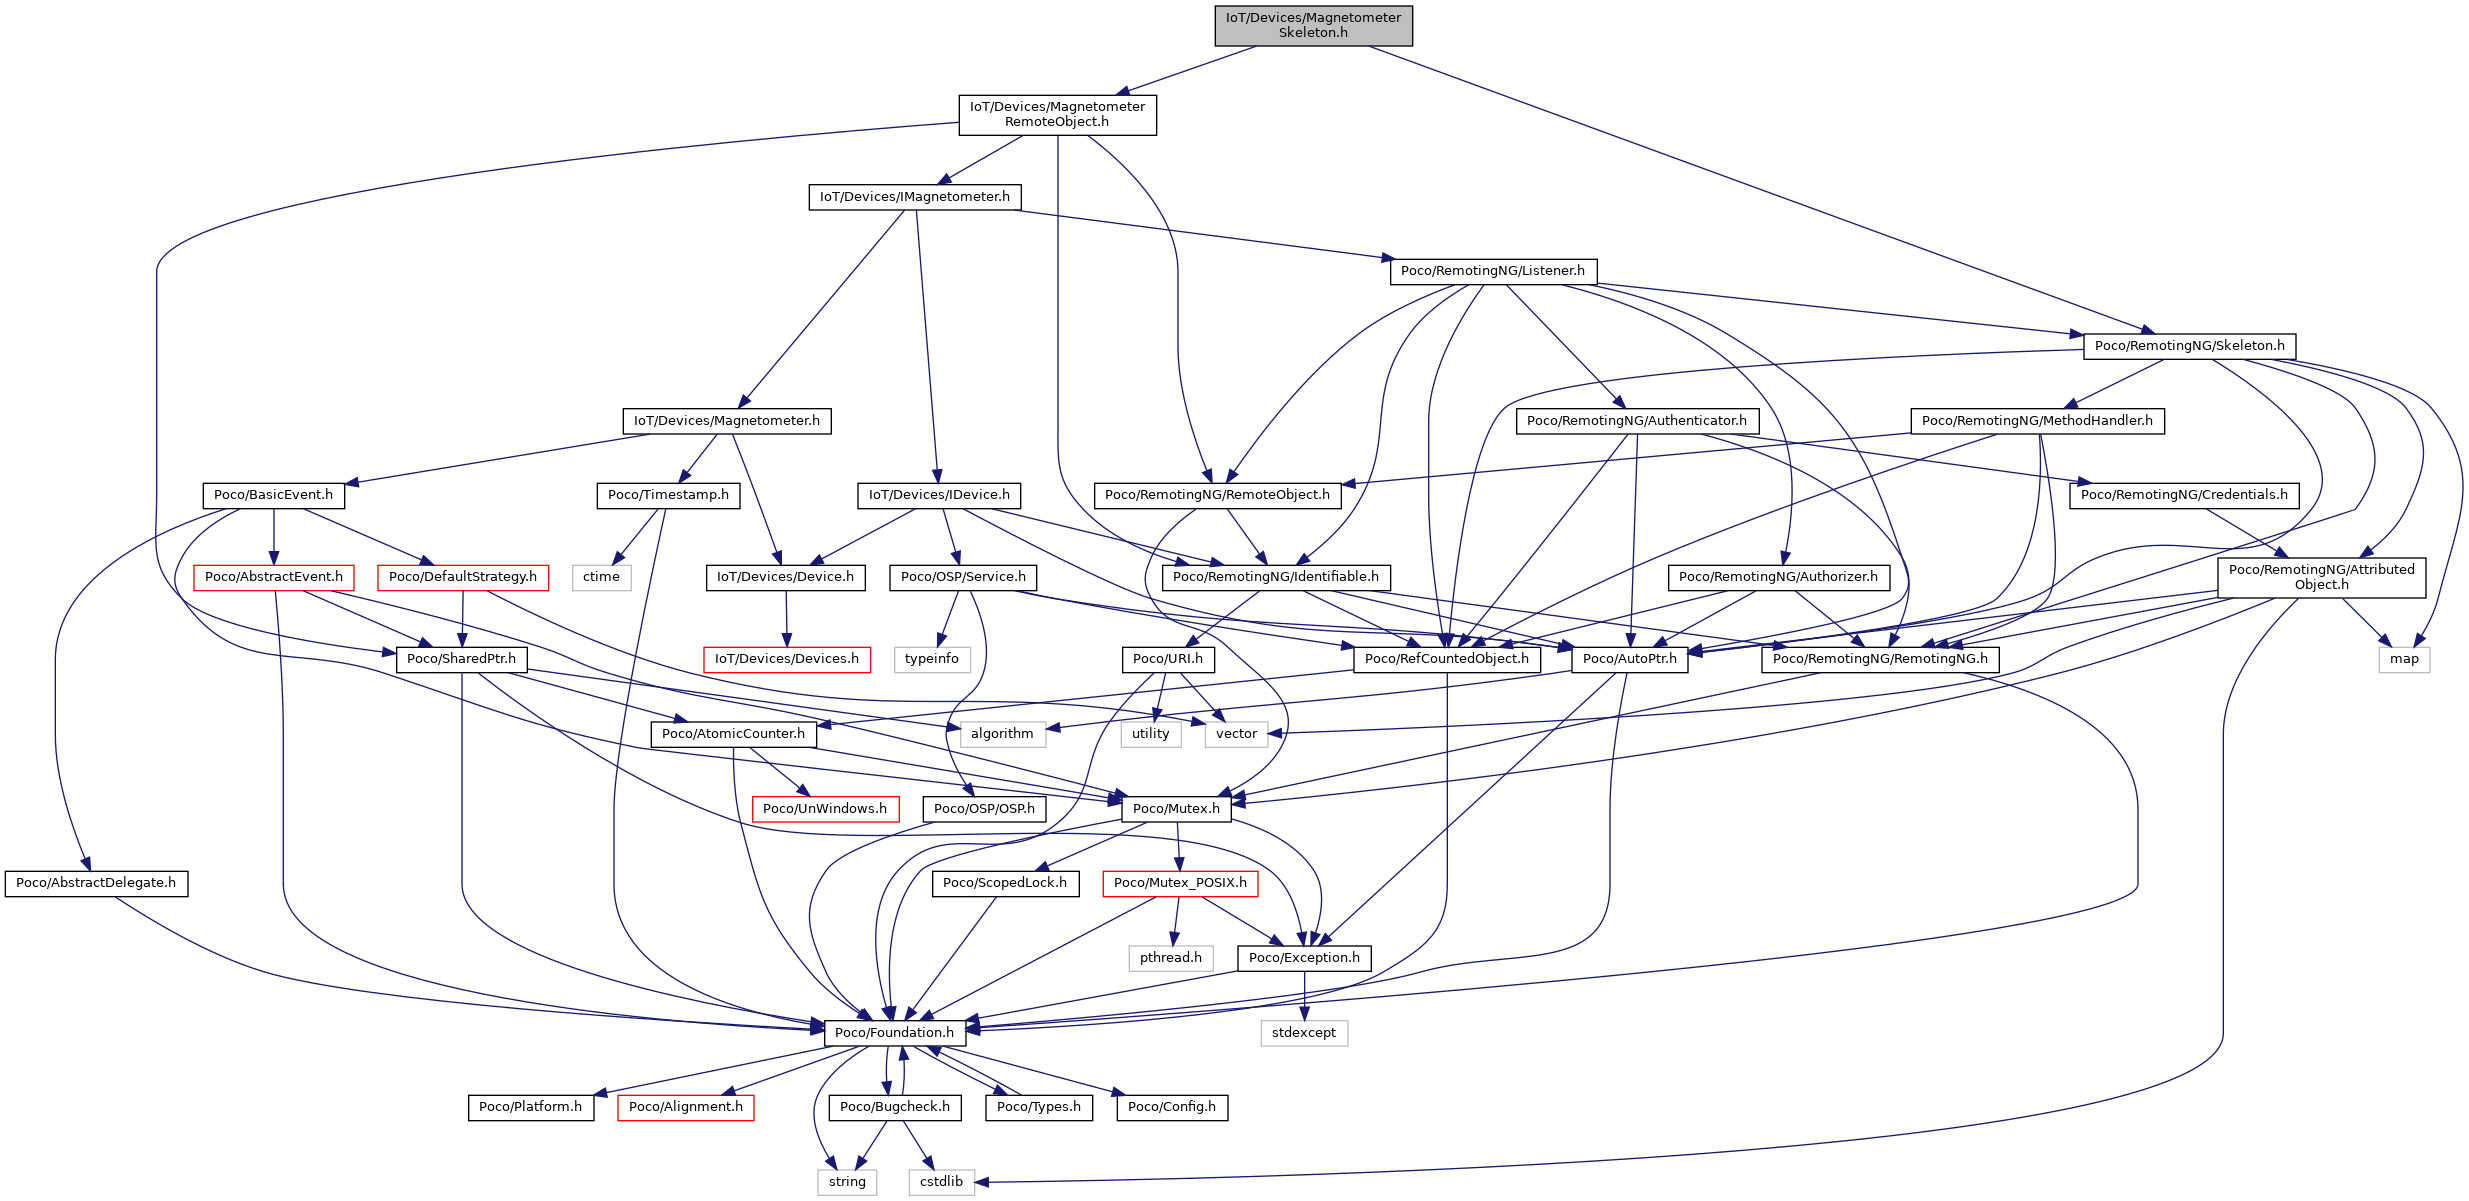 IoT/Devices/Magnetometer
Skeleton.h
IoT/Devices/Magnetometer
RemoteObject.h
IoT/Devices/IMagnetometer.h
Poco/RemotingNG/Listener.h
Poco/RemotingNG/Skeleton.h
IoT/Devices/Magnetometer.h
Poco/RemotingNG/Authenticator.h
Poco/RemotingNG/MethodHandler.h
Poco/BasicEvent.h
Poco/Timestamp.h
IoT/Devices/IDevice.h
Poco/RemotingNG/RemoteObject.h
Poco/RemotingNG/Credentials.h
Poco/AbstractEvent.h
Poco/DefaultStrategy.h
ctime
IoT/Devices/Device.h
Poco/OSP/Service.h
Poco/RemotingNG/Identifiable.h
Poco/RemotingNG/Authorizer.h
Poco/RemotingNG/Attributed
Object.h
Poco/SharedPtr.h
IoT/Devices/Devices.h
typeinfo
Poco/URI.h
Poco/RefCountedObject.h
Poco/AutoPtr.h
Poco/RemotingNG/RemotingNG.h
map
Poco/AtomicCounter.h
algorithm
utility
vector
Poco/UnWindows.h
Poco/OSP/OSP.h
Poco/Mutex.h
Poco/AbstractDelegate.h
Poco/ScopedLock.h
Poco/Mutex_POSIX.h
pthread.h
Poco/Exception.h
Poco/Foundation.h
stdexcept
Poco/Platform.h
Poco/Alignment.h
Poco/Bugcheck.h
Poco/Types.h
Poco/Config.h
string
cstdlib